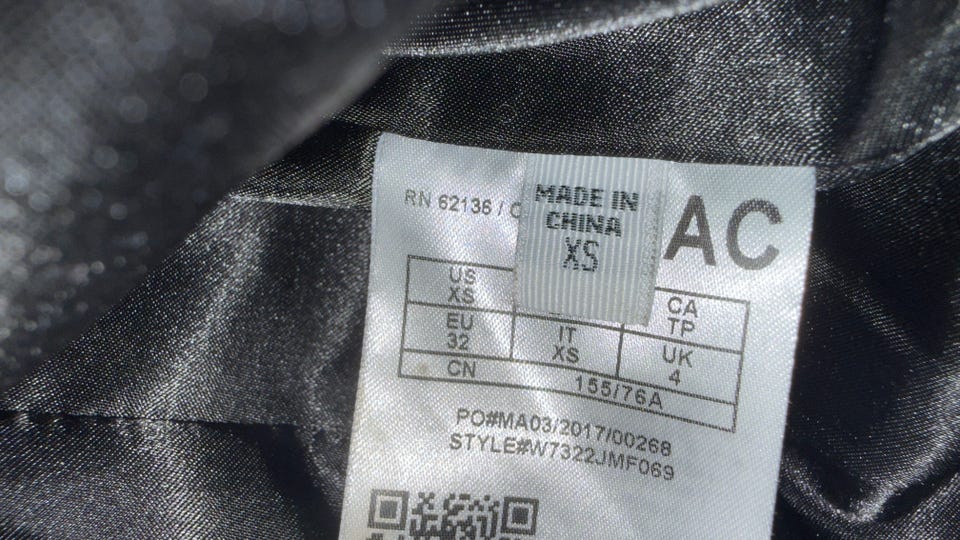 RN 62136 / C
MADE IN
CHINA
XS
AC
US
XS
CA
TP
EU
32
IT
XS
UK
4
CN
155/76A
PO#MA03/2017/00268
STYLE#W7322JMF069